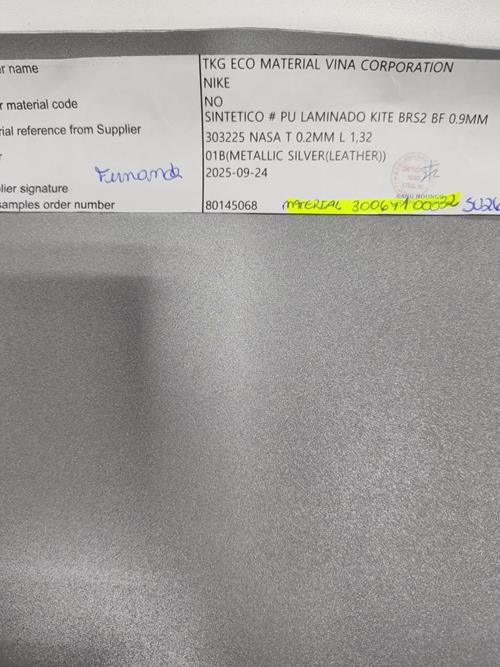 r name TKG ECO MATERIAL VINA CORPORATION
NIKE
r material code NO
SINTETICO # PU LAMINADO KITE BRS2 BF 0.9MM
ial reference from Supplier 303225 NASA T 0.2MM L 1,32
01B(METALLIC SILVER(LEATHER))
Fernanda 2025-09-24
lier signature
samples order number 80145068 MATERIAL